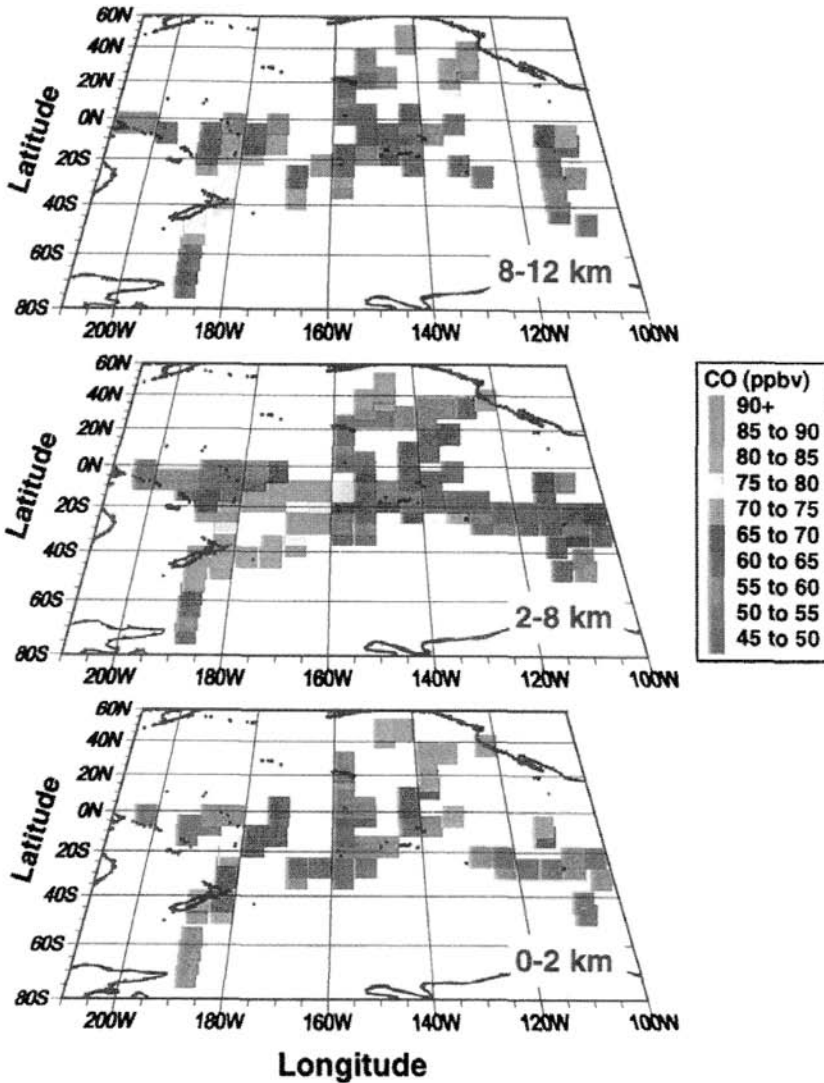 60N
40N
20N
0N
20S
40S
60S
80S
Latitude
8-12 km
200W 180W 160W 140W 120W 100W
60N
40N
20N
0N
20S
40S
60S
80S
Latitude
2-8 km
200W 180W 160W 140W 120W 100W
CO (ppbv)
90+
85 to 90
80 to 85
75 to 80
70 to 75
65 to 70
60 to 65
55 to 60
50 to 55
45 to 50
60N
40N
20N
0N
20S
40S
60S
80S
Latitude
0-2 km
200W 180W 160W 140W 120W 100W
Longitude